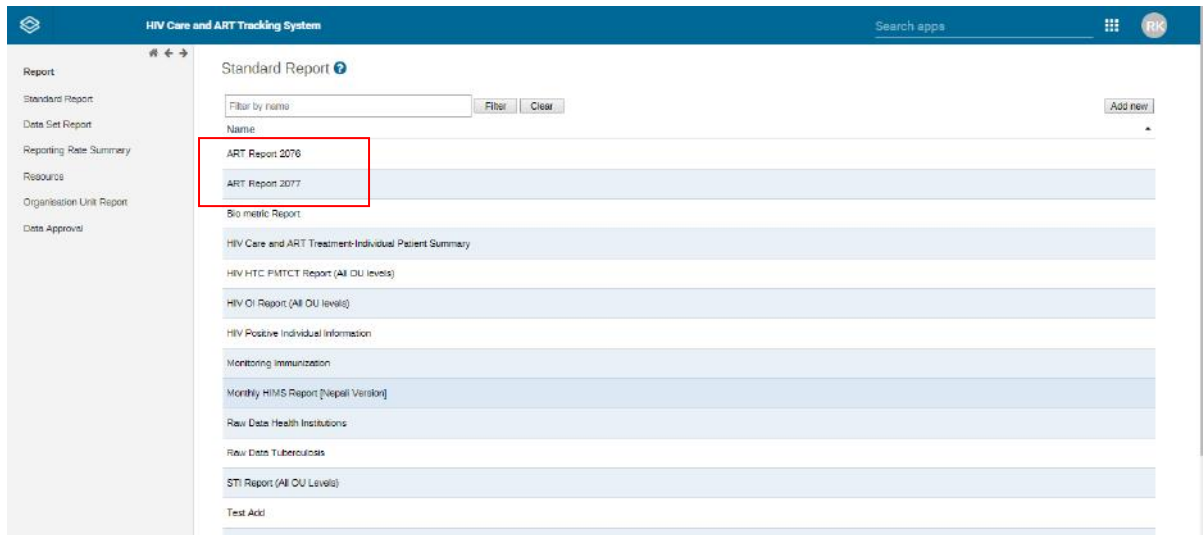 HIV Care and ART Tracking System
Search apps
RK
Report
Standard Report
Data Set Report
Reporting Rate Summary
Resource
Organisation Unit Report
Data Approval
Standard Report ?
Filter by name
Filter
Clear
Add new
Name
ART Report 2076
ART Report 2077
Bio metric Report
HIV Care and ART Treatment-Individual Patient Summary
HIV HTC PMTCT Report (All OU levels)
HIV OI Report (All OU levels)
HIV Positive Individual Information
Monitoring Immunization
Monthly HIMS Report [Nepali Version]
Raw Data Health Institutions
Raw Data Tuberculosis
STI Report (All OU Levels)
Test Add